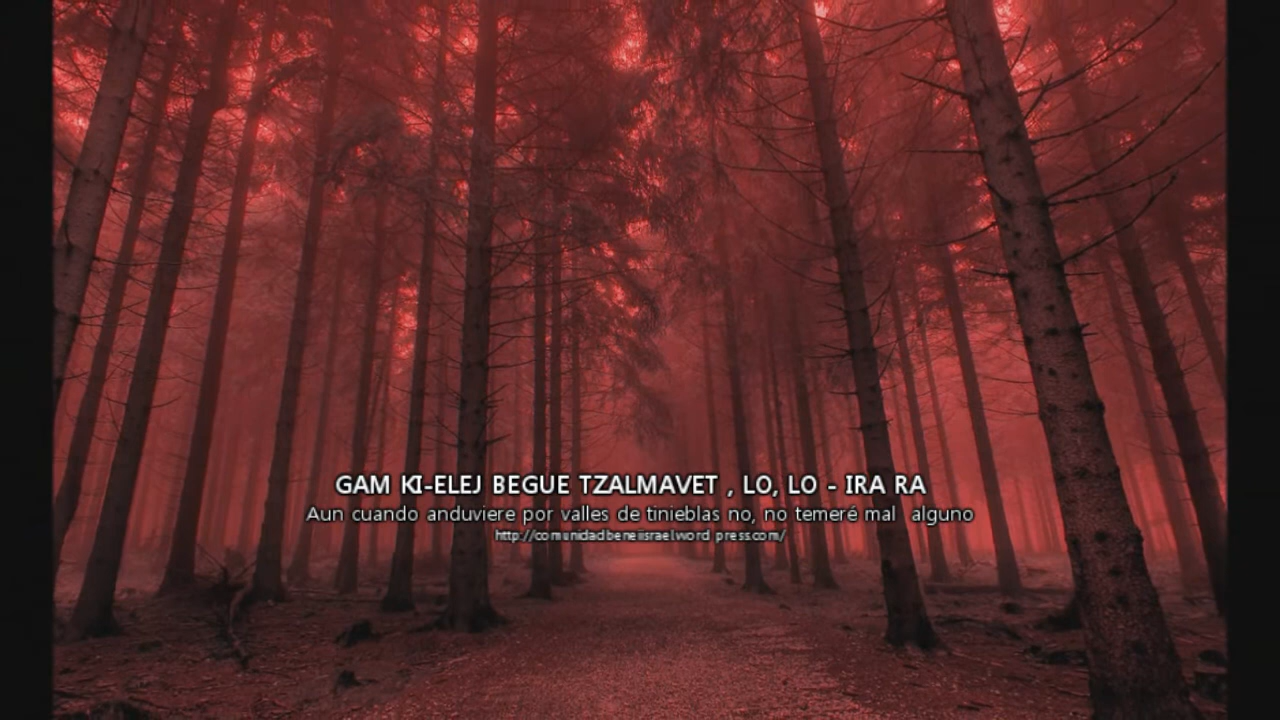 GAM KI-ELEJ BEGUE TZALMAVET , LO, LO - IRA RA
Aun cuando anduviere por valles de tinieblas no, no temeré mal alguno
http://comunidadbeneiisraelword press.com/